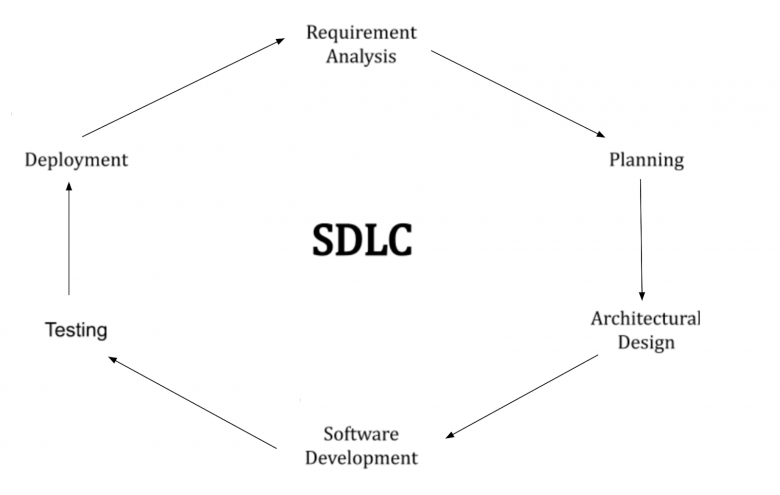 Requirement
Analysis
Deployment
Planning
SDLC
Testing
Architectural
Design
Software
Development